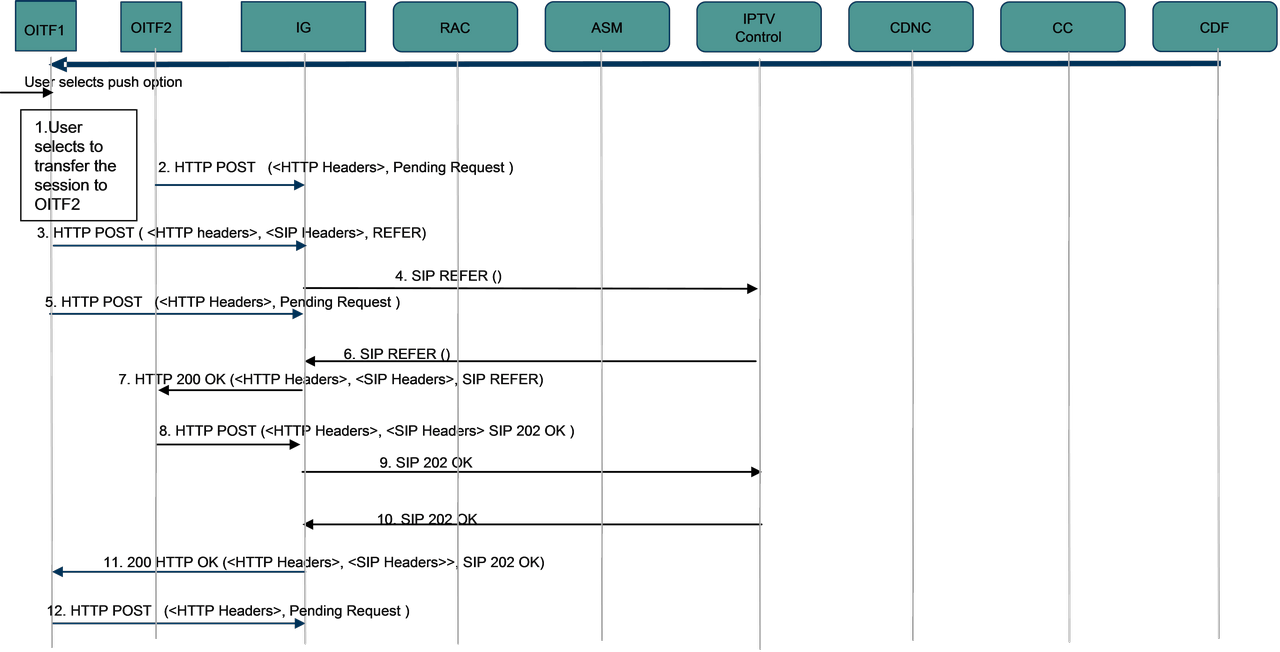 OITF1
OITF2
IG
RAC
ASM
IPTV
Control
CDNC
CC
CDF
User selects push option
1.User
selects to
transfer the
session to
OITF2
2. HTTP POST (<HTTP Headers>, Pending Request )
3. HTTP POST ( <HTTP headers>, <SIP Headers>, REFER)
4. SIP REFER ()
5. HTTP POST (<HTTP Headers>, Pending Request )
6. SIP REFER ()
7. HTTP 200 OK (<HTTP Headers>, <SIP Headers>, SIP REFER)
8. HTTP POST (<HTTP Headers>, <SIP Headers> SIP 202 OK )
9. SIP 202 OK
10. SIP 202 OK
11. 200 HTTP OK (<HTTP Headers>, <SIP Headers>>, SIP 202 OK)
12. HTTP POST (<HTTP Headers>, Pending Request )